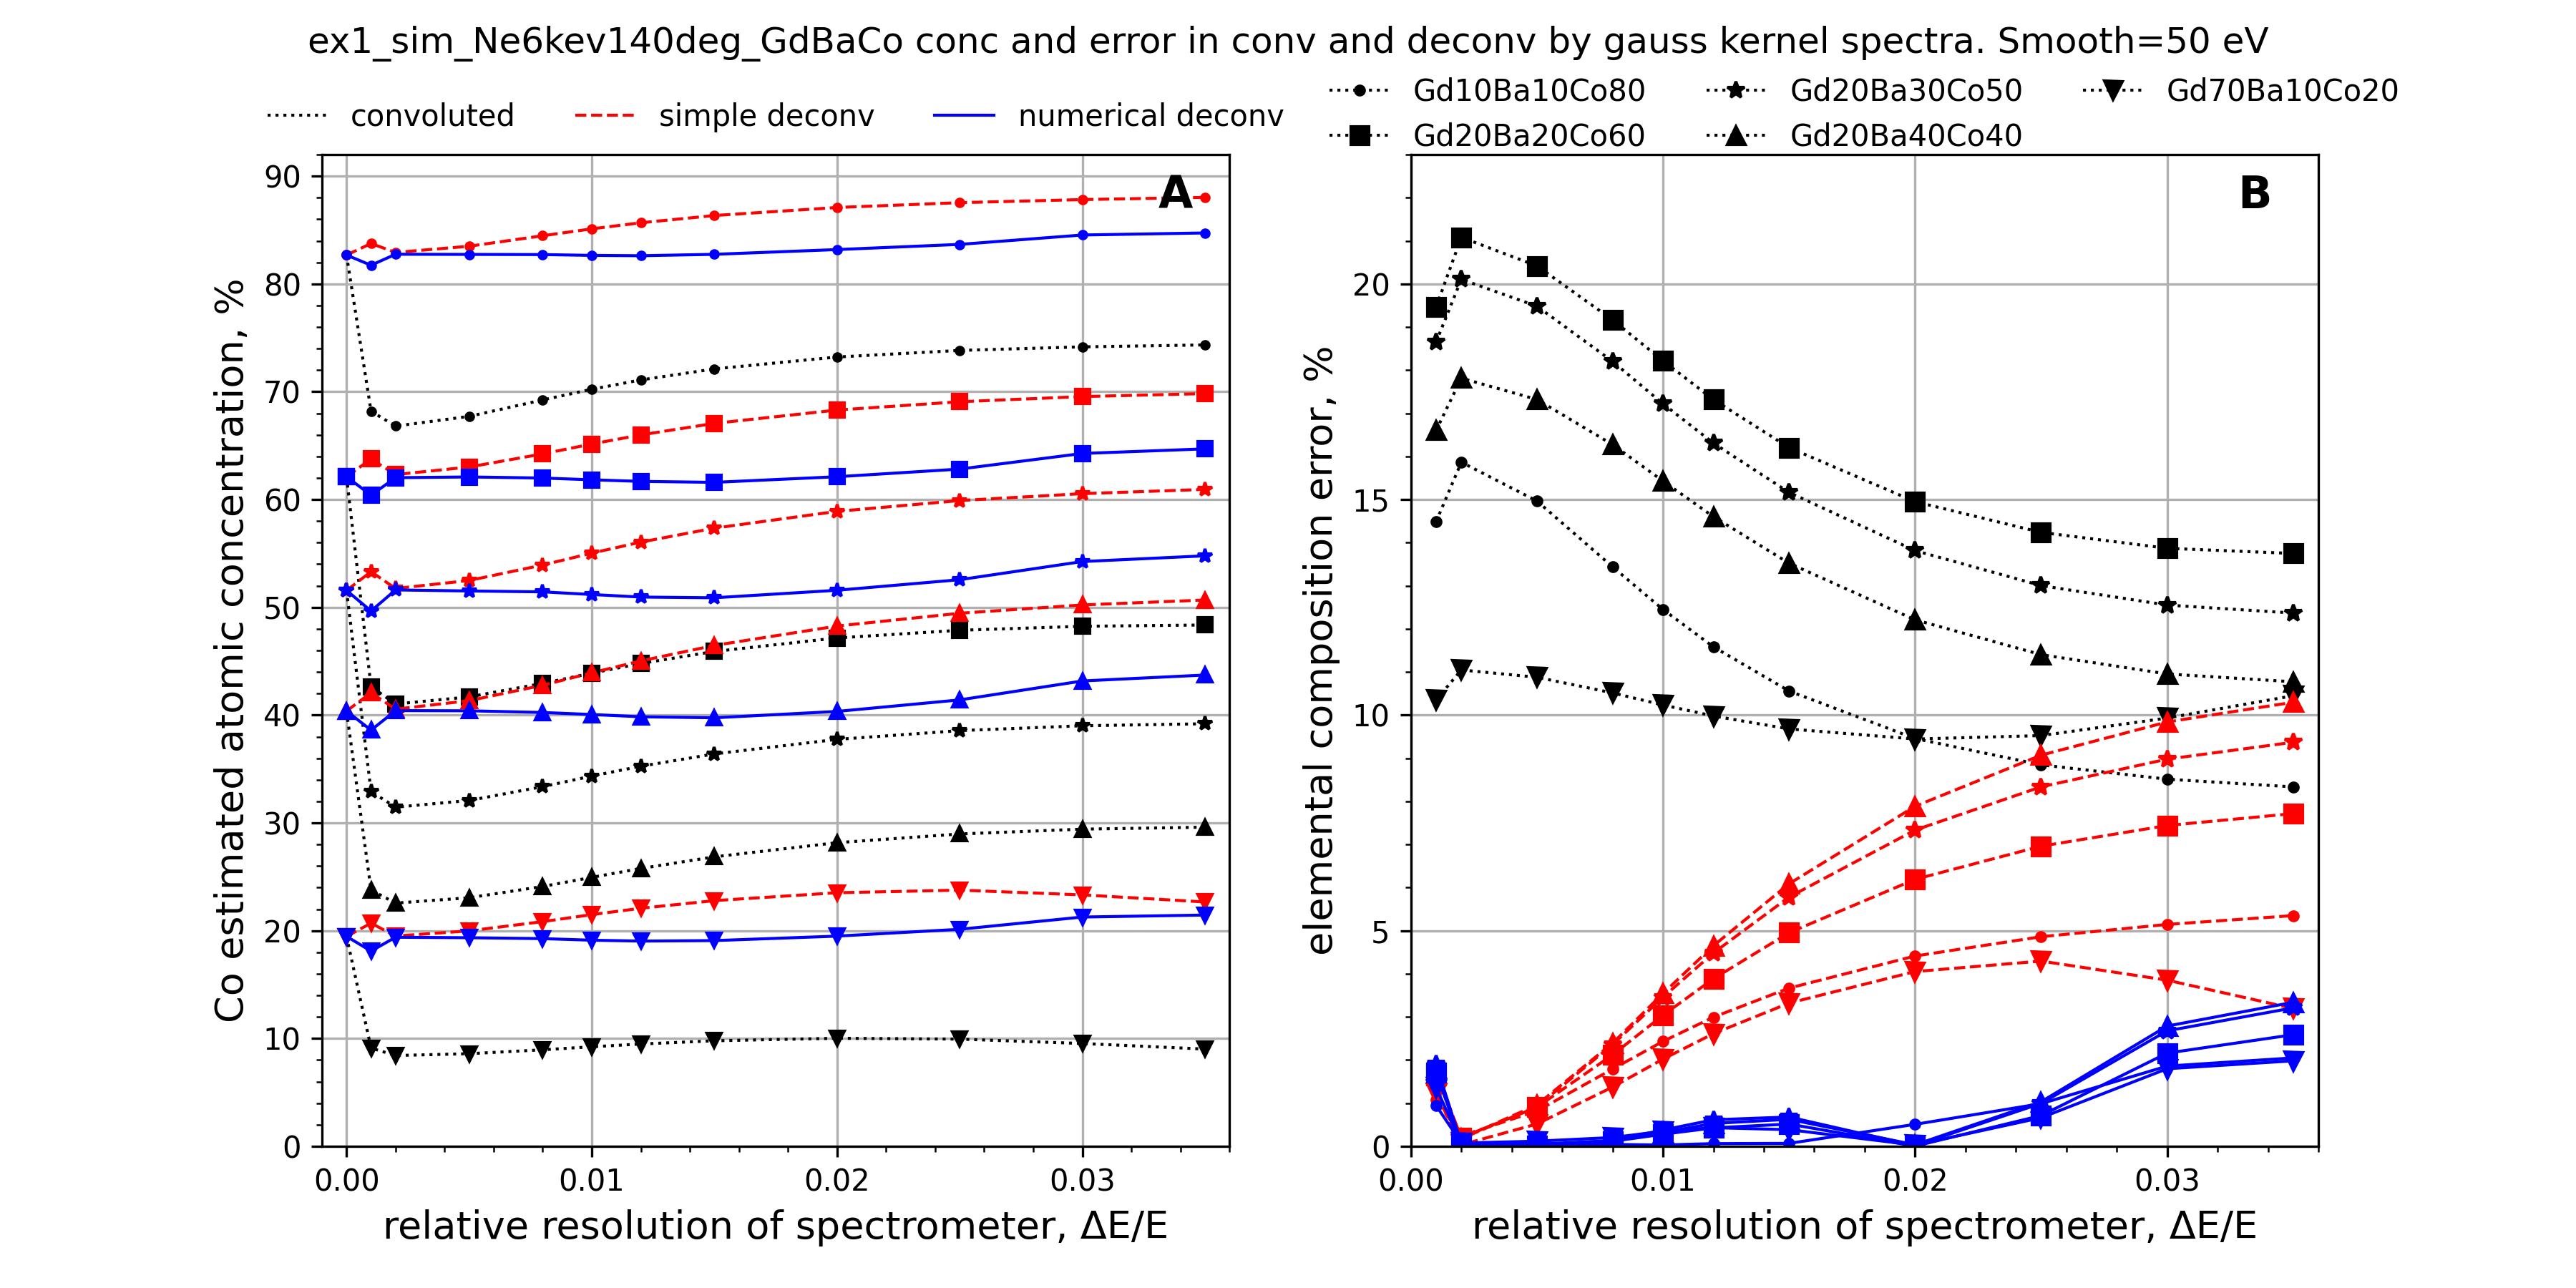 ex1_sim_Ne6kev140deg_GdBaCo conc and error in conv and deconv by gauss kernel spectra. Smooth=50 eV
convoluted simple deconv numerical deconv
Gd10Ba10Co80 Gd20Ba30Co50 Gd70Ba10Co20
Gd20Ba20Co60 Gd20Ba40Co40
A
90
80
70
60
50
40
30
20
10
0
Co estimated atomic concentration, %
0.00 0.01 0.02 0.03
relative resolution of spectrometer, ΔE/E
B
20
15
10
5
0
elemental composition error, %
0.00 0.01 0.02 0.03
relative resolution of spectrometer, ΔE/E